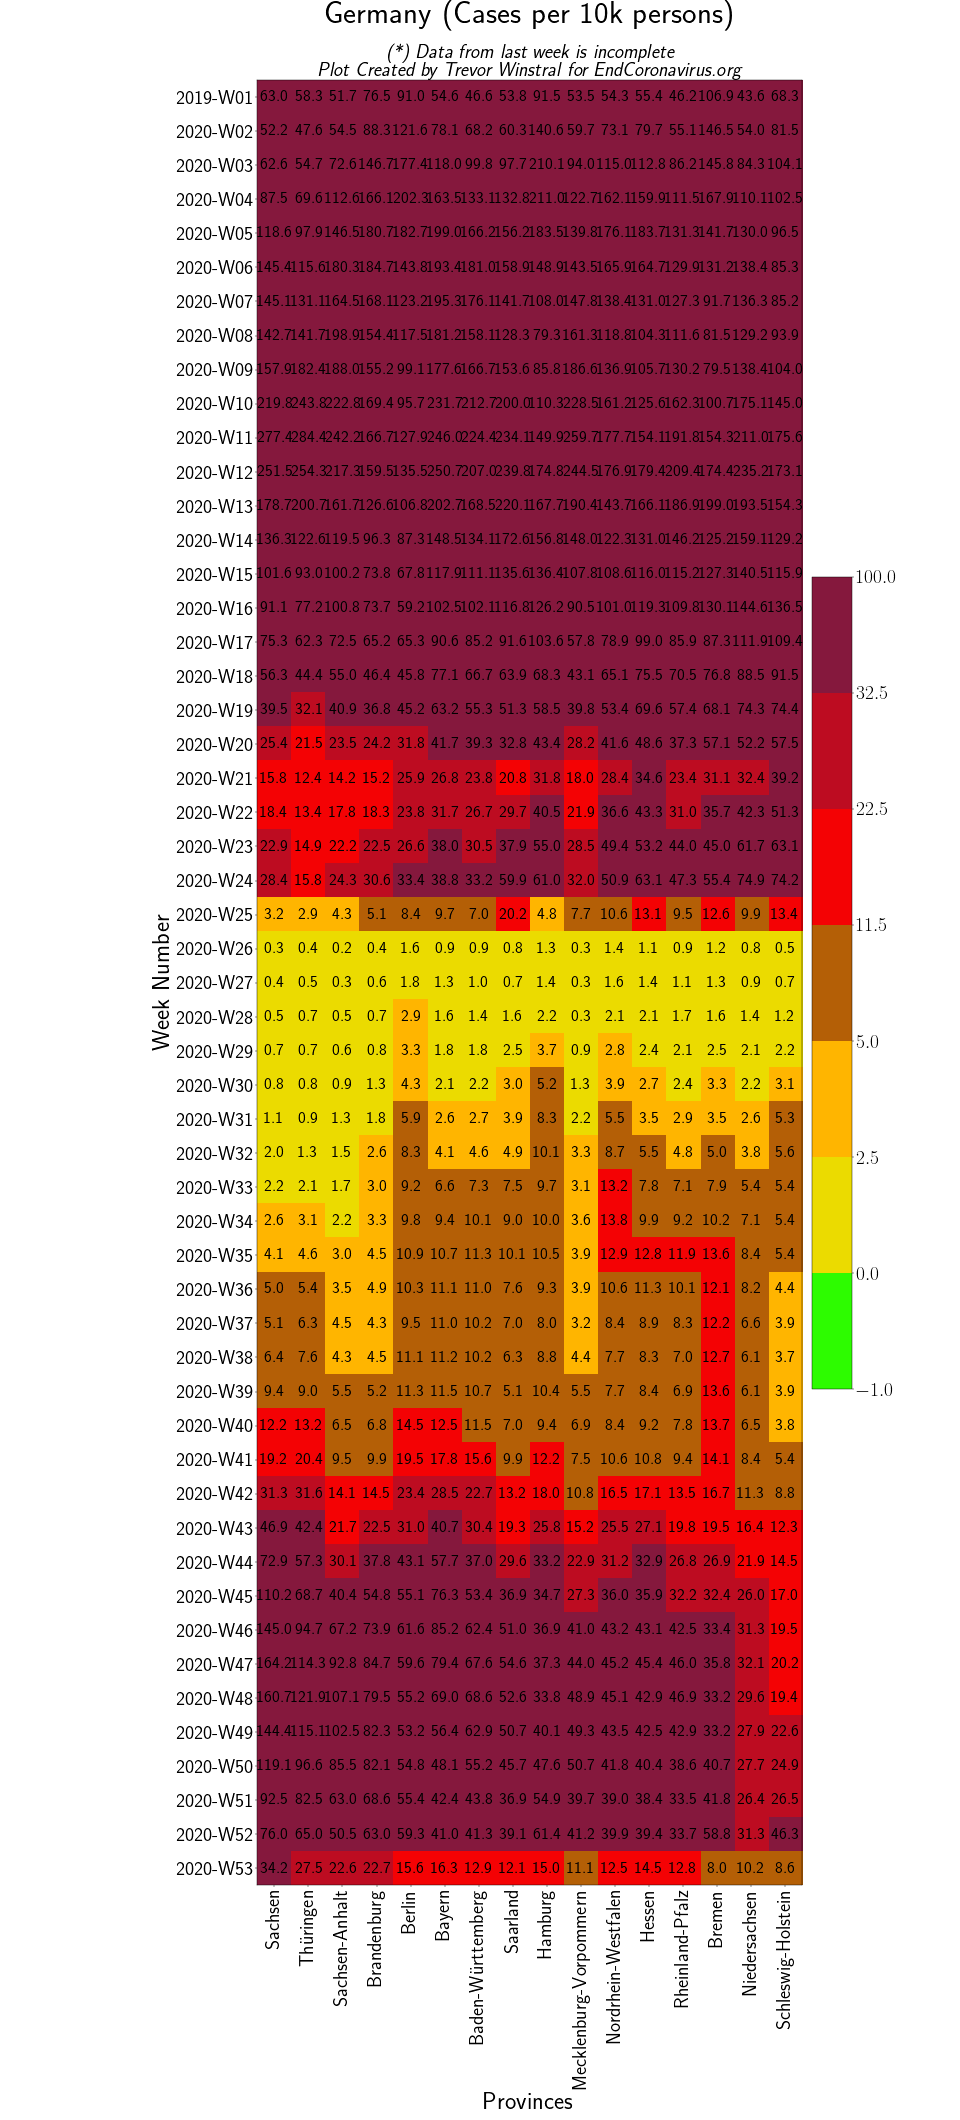 Germany (Cases per 10k persons)
(*) Data from last week is incomplete
Plot Created by Trevor Winstral for EndCoronavirus.org
2019-W01 63.0 58.3 51.7 76.5 91.0 54.6 46.6 53.8 91.5 53.5 54.3 55.4 46.2 106.9 43.6 68.3
2020-W02 52.2 47.6 54.5 88.3 121.6 78.1 68.2 60.3 140.6 59.7 73.1 79.7 55.1 146.5 54.0 81.5
2020-W03 62.6 54.7 72.6 146.7 177.4 118.0 99.8 97.7 210.1 94.0 115.0 112.8 86.2 145.8 84.3 104.1
2020-W04 87.5 69.6 112.6 166.1 202.3 163.5 133.1 132.8 211.0 122.7 162.1 159.9 111.5 167.9 110.1 102.5
2020-W05 118.6 97.9 146.5 180.7 182.7 199.0 166.2 156.2 183.5 139.8 176.1 183.7 131.3 141.7 130.0 96.5
2020-W06 145.4 115.6 180.3 184.7 143.8 193.4 181.0 158.9 148.9 143.5 165.9 164.7 129.9 131.2 138.4 85.3
2020-W07 145.1 131.1 164.5 168.1 123.2 195.3 176.1 141.7 108.0 147.8 138.4 131.0 127.3 91.7 136.3 85.2
2020-W08 142.7 141.7 198.9 154.4 117.5 181.2 158.1 128.3 79.3 161.3 118.8 104.3 111.6 81.5 129.2 93.9
2020-W09 157.9 182.4 188.0 155.2 99.1 177.6 166.7 153.6 85.8 186.6 136.9 105.7 130.2 79.5 138.4 104.0
2020-W10 219.8 243.8 222.8 169.4 95.7 231.7 212.7 200.0 110.3 228.5 161.2 125.6 162.3 100.7 175.1 145.0
2020-W11 277.4 284.4 242.2 166.7 127.9 246.0 224.4 234.1 149.9 259.7 177.7 154.1 191.8 154.3 211.0 175.6
2020-W12 251.5 254.3 217.3 159.5 135.5 250.7 207.0 239.8 174.8 244.5 176.9 179.4 209.4 174.4 235.2 173.1
2020-W13 178.7 200.7 161.7 126.6 106.8 202.7 168.5 220.1 167.7 190.4 143.7 166.1 186.9 199.0 193.5 154.3
2020-W14 136.3 122.6 119.5 96.3 87.3 148.5 134.1 172.6 156.8 148.0 122.3 131.0 146.2 125.2 159.1 129.2
2020-W15 101.6 93.0 100.2 73.8 67.8 117.9 111.1 135.6 136.4 107.8 108.6 116.0 115.2 127.3 140.5 115.9
2020-W16 91.1 77.2 100.8 73.7 59.2 102.5 102.1 116.8 126.2 90.5 101.0 119.3 109.8 130.1 144.6 136.5
2020-W17 75.3 62.3 72.5 65.2 65.3 90.6 85.2 91.6 103.6 57.8 78.9 99.0 85.9 87.3 111.9 109.4
2020-W18 56.3 44.4 55.0 46.4 45.8 77.1 66.7 63.9 68.3 43.1 65.1 75.5 70.5 76.8 88.5 91.5
2020-W19 39.5 32.1 40.9 36.8 45.2 63.2 55.3 51.3 58.5 39.8 53.4 69.6 57.4 68.1 74.3 74.4
2020-W20 25.4 21.5 23.5 24.2 31.8 41.7 39.3 32.8 43.4 28.2 41.6 48.6 37.3 57.1 52.2 57.5
2020-W21 15.8 12.4 14.2 15.2 25.9 26.8 23.8 20.8 31.8 18.0 28.4 34.6 23.4 31.1 32.4 39.2
2020-W22 18.4 13.4 17.8 18.3 23.8 31.7 26.7 29.7 40.5 21.9 36.6 43.3 31.0 35.7 42.3 51.3
2020-W23 22.9 14.9 22.2 22.5 26.6 38.0 30.5 37.9 55.0 28.5 49.4 53.2 44.0 45.0 61.7 63.1
2020-W24 28.4 15.8 24.3 30.6 33.4 38.8 33.2 59.9 61.0 32.0 50.9 63.1 47.3 55.4 74.9 74.2
2020-W25 3.2 2.9 4.3 5.1 8.4 9.7 7.0 20.2 4.8 7.7 10.6 13.1 9.5 12.6 9.9 13.4
2020-W26 0.3 0.4 0.2 0.4 1.6 0.9 0.9 0.8 1.3 0.3 1.4 1.1 0.9 1.2 0.8 0.5
2020-W27 0.4 0.5 0.3 0.6 1.8 1.3 1.0 0.7 1.4 0.3 1.6 1.4 1.1 1.3 0.9 0.7
2020-W28 0.5 0.7 0.5 0.7 2.9 1.6 1.4 1.6 2.2 0.3 2.1 2.1 1.7 1.6 1.4 1.2
2020-W29 0.7 0.7 0.6 0.8 3.3 1.8 1.8 2.5 3.7 0.9 2.8 2.4 2.1 2.5 2.1 2.2
2020-W30 0.8 0.8 0.9 1.3 4.3 2.1 2.2 3.0 5.2 1.3 3.9 2.7 2.4 3.3 2.2 3.1
2020-W31 1.1 0.9 1.3 1.8 5.9 2.6 2.7 3.9 8.3 2.2 5.5 3.5 2.9 3.5 2.6 5.3
2020-W32 2.0 1.3 1.5 2.6 8.3 4.1 4.6 4.9 10.1 3.3 8.7 5.5 4.8 5.0 3.8 5.6
2020-W33 2.2 2.1 1.7 3.0 9.2 6.6 7.3 7.5 9.7 3.1 13.2 7.8 7.1 7.9 5.4 5.4
2020-W34 2.6 3.1 2.2 3.3 9.8 9.4 10.1 9.0 10.0 3.6 13.8 9.9 9.2 10.2 7.1 5.4
2020-W35 4.1 4.6 3.0 4.5 10.9 10.7 11.3 10.1 10.5 3.9 12.9 12.8 11.9 13.6 8.4 5.4
2020-W36 5.0 5.4 3.5 4.9 10.3 11.1 11.0 7.6 9.3 3.9 10.6 11.3 10.1 12.1 8.2 4.4
2020-W37 5.1 6.3 4.5 4.3 9.5 11.0 10.2 7.0 8.0 3.2 8.4 8.9 8.3 12.2 6.6 3.9
2020-W38 6.4 7.6 4.3 4.5 11.1 11.2 10.2 6.3 8.8 4.4 7.7 8.3 7.0 12.7 6.1 3.7
2020-W39 9.4 9.0 5.5 5.2 11.3 11.5 10.7 5.1 10.4 5.5 7.7 8.4 6.9 13.6 6.1 3.9
2020-W40 12.2 13.2 6.5 6.8 14.5 12.5 11.5 7.0 9.4 6.9 8.4 9.2 7.8 13.7 6.5 3.8
2020-W41 19.2 20.4 9.5 9.9 19.5 17.8 15.6 9.9 12.2 7.5 10.6 10.8 9.4 14.1 8.4 5.4
2020-W42 31.3 31.6 14.1 14.5 23.4 28.5 22.7 13.2 18.0 10.8 16.5 17.1 13.5 16.7 11.3 8.8
2020-W43 46.9 42.4 21.7 22.5 31.0 40.7 30.4 19.3 25.8 15.2 25.5 27.1 19.8 19.5 16.4 12.3
2020-W44 72.9 57.3 30.1 37.8 43.1 57.7 37.0 29.6 33.2 22.9 31.2 32.9 26.8 26.9 21.9 14.5
2020-W45 110.2 68.7 40.4 54.8 55.1 76.3 53.4 36.9 34.7 27.3 36.0 35.9 32.2 32.4 26.0 17.0
2020-W46 145.0 94.7 67.2 73.9 61.6 85.2 62.4 51.0 36.9 41.0 43.2 43.1 42.5 33.4 31.3 19.5
2020-W47 164.2 114.3 92.8 84.7 59.6 79.4 67.6 54.6 37.3 44.0 45.2 45.4 46.0 35.8 32.1 20.2
2020-W48 160.7 121.9 107.1 79.5 55.2 69.0 68.6 52.6 33.8 48.9 45.1 42.9 46.9 33.2 29.6 19.4
2020-W49 144.4 115.1 102.5 82.3 53.2 56.4 62.9 50.7 40.1 49.3 43.5 42.5 42.9 33.2 27.9 22.6
2020-W50 119.1 96.6 85.5 82.1 54.8 48.1 55.2 45.7 47.6 50.7 41.8 40.4 38.6 40.7 27.7 24.9
2020-W51 92.5 82.5 63.0 68.6 55.4 42.4 43.8 36.9 54.9 39.7 39.0 38.4 33.5 41.8 26.4 26.5
2020-W52 76.0 65.0 50.5 63.0 59.3 41.0 41.3 39.1 61.4 41.2 39.9 39.4 33.7 58.8 31.3 46.3
2020-W53 34.2 27.5 22.6 22.7 15.6 16.3 12.9 12.1 15.0 11.1 12.5 14.5 12.8 8.0 10.2 8.6
Week Number
Sachsen
Thüringen
Sachsen-Anhalt
Brandenburg
Berlin
Bayern
Baden-Württemberg
Saarland
Hamburg
Mecklenburg-Vorpommern
Nordrhein-Westfalen
Hessen
Rheinland-Pfalz
Bremen
Niedersachsen
Schleswig-Holstein
Provinces
100.0
32.5
22.5
11.5
5.0
2.5
0.0
−1.0